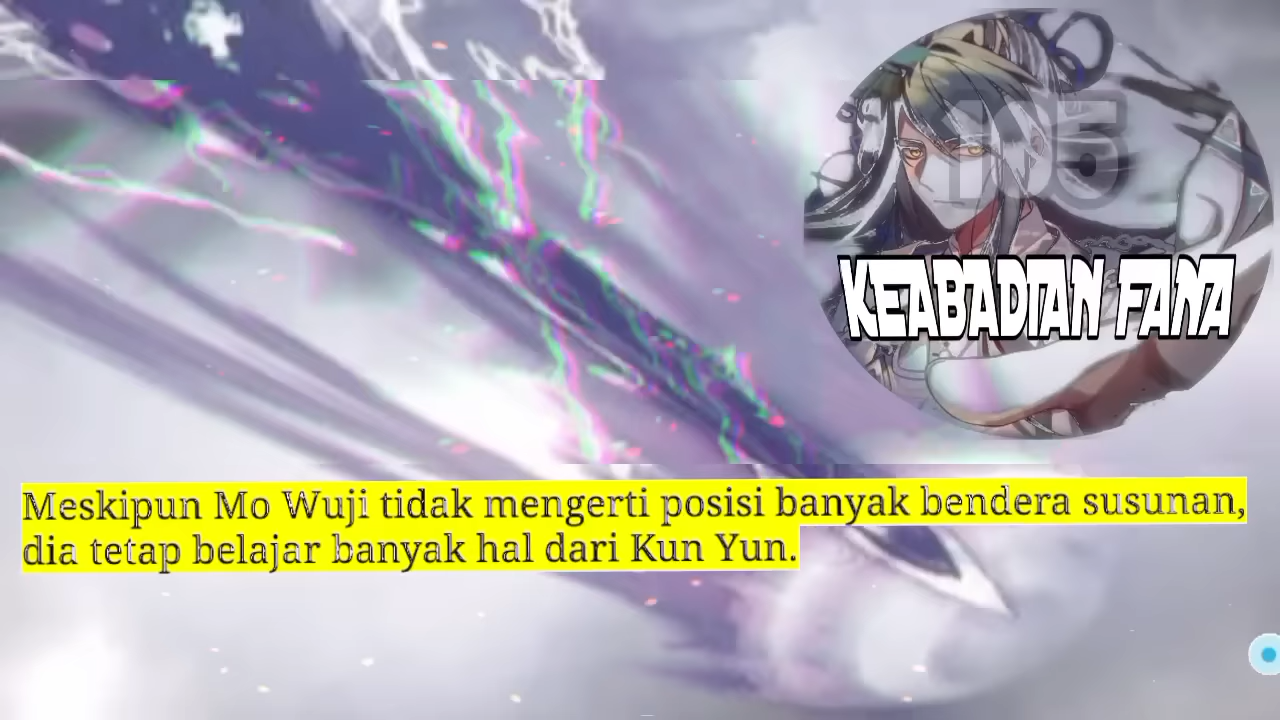 105
KEABADIAN FANA
Meskipun Mo Wuji tidak mengerti posisi banyak bendera susunan,
dia tetap belajar banyak hal dari Kun Yun.